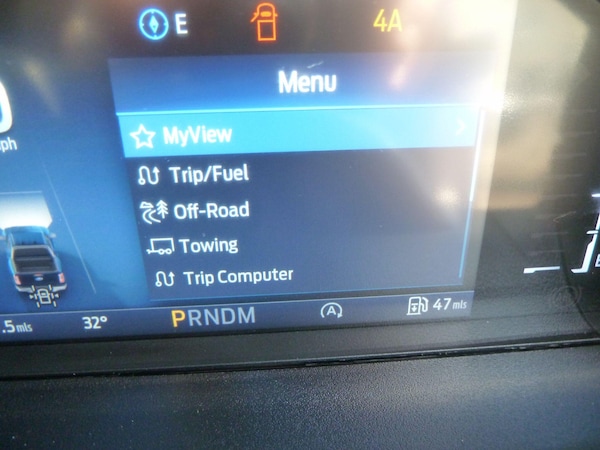 E
4A
Menu
MyView
ph
Trip/Fuel
Off-Road
Towing
Trip Computer
.5 mls
32°
PRNDM
A
47 mls